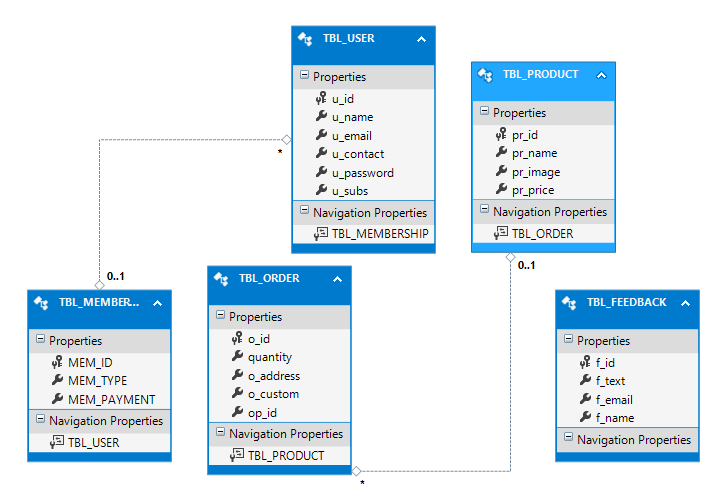 TBL_USER
Properties
u_id
u_name
u_email
u_contact
u_password
u_subs
Navigation Properties
TBL_MEMBERSHIP
TBL_PRODUCT
Properties
pr_id
pr_name
pr_image
pr_price
Navigation Properties
TBL_ORDER
*
0..1
0..1
TBL_MEMBER...
Properties
MEM_ID
MEM_TYPE
MEM_PAYMENT
Navigation Properties
TBL_USER
TBL_ORDER
Properties
o_id
quantity
o_address
o_custom
op_id
Navigation Properties
TBL_PRODUCT
*
TBL_FEEDBACK
Properties
f_id
f_text
f_email
f_name
Navigation Properties